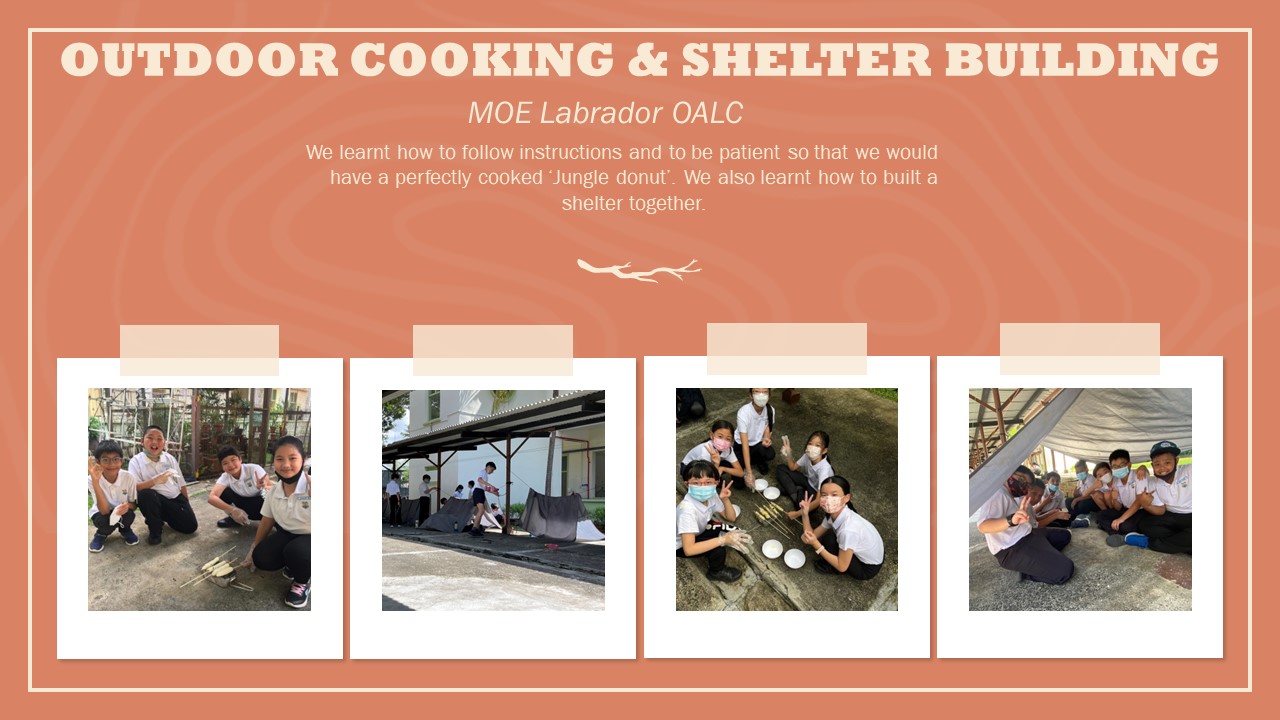 OUTDOOR COOKING & SHELTER BUILDING
MOE Labrador OALC
We learnt how to follow instructions and to be patient so that we would
have a perfectly cooked ‘Jungle donut’. We also learnt how to built a
shelter together.